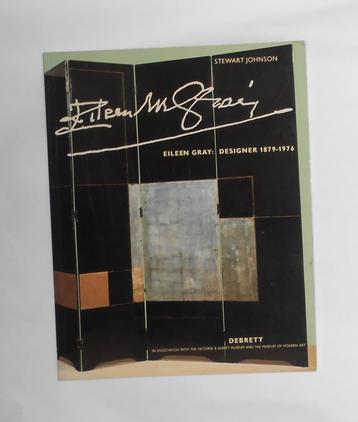 STEWART JOHNSON
Eileen Gray
EILEEN GRAY: DESIGNER 1879-1976
DEBRETT
IN ASSOCIATION WITH THE VICTORIA & ALBERT MUSEUM AND THE MUSEUM OF MODERN ART